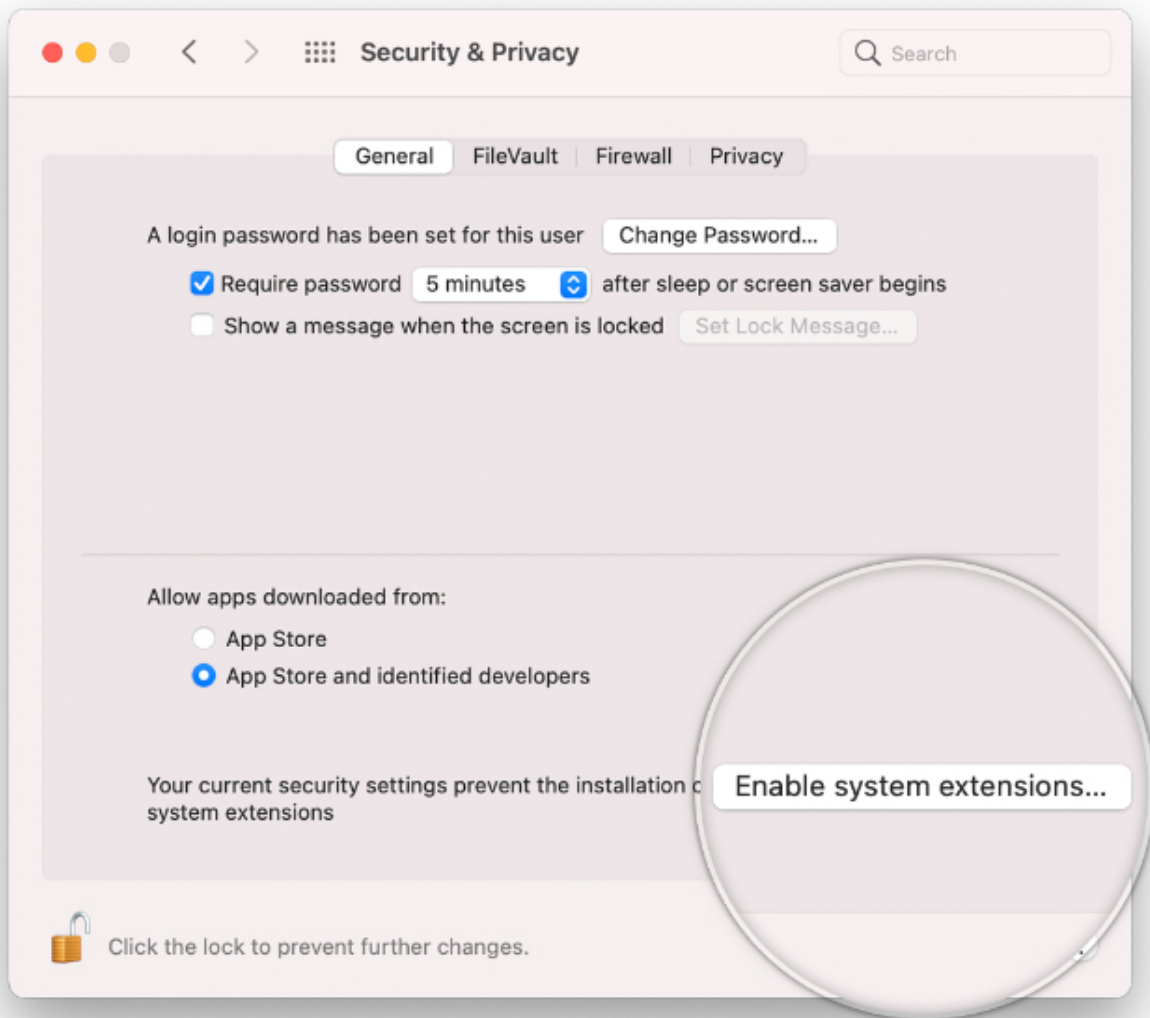 Security & Privacy
Search
General
FileVault
Firewall
Privacy
A login password has been set for this user
Change Password...
Require password
5 minutes
after sleep or screen saver begins
Show a message when the screen is locked
Set Lock Message...
Allow apps downloaded from:
App Store
App Store and identified developers
Your current security settings prevent the installation
system extensions
Enable system extensions...
Click the lock to prevent further changes.